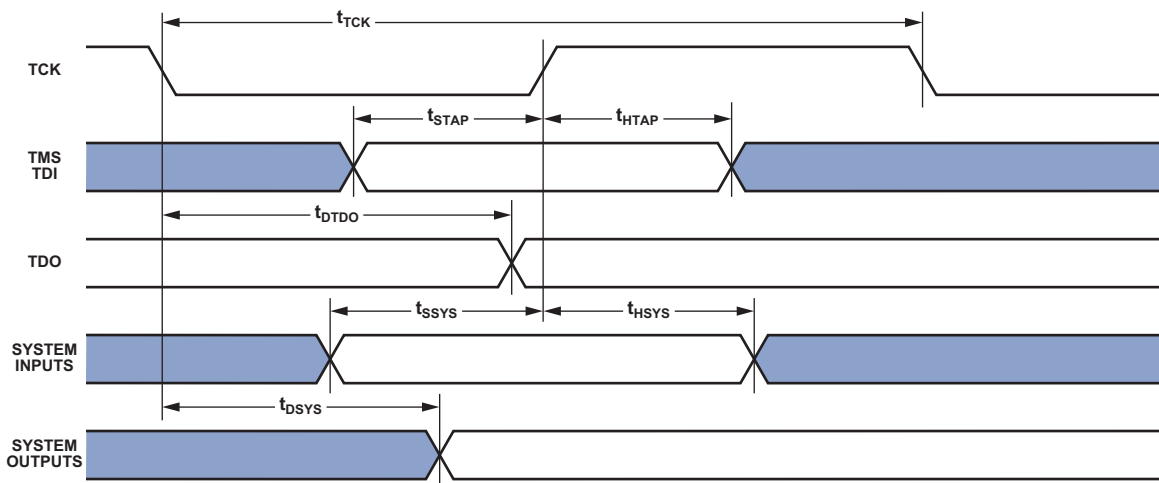 tTCK
TCK
tSTAP
tHTAP
TMS
TDI
tDTDO
TDO
tSSYS
tHSYS
SYSTEM
INPUTS
tDSYS
SYSTEM
OUTPUTS